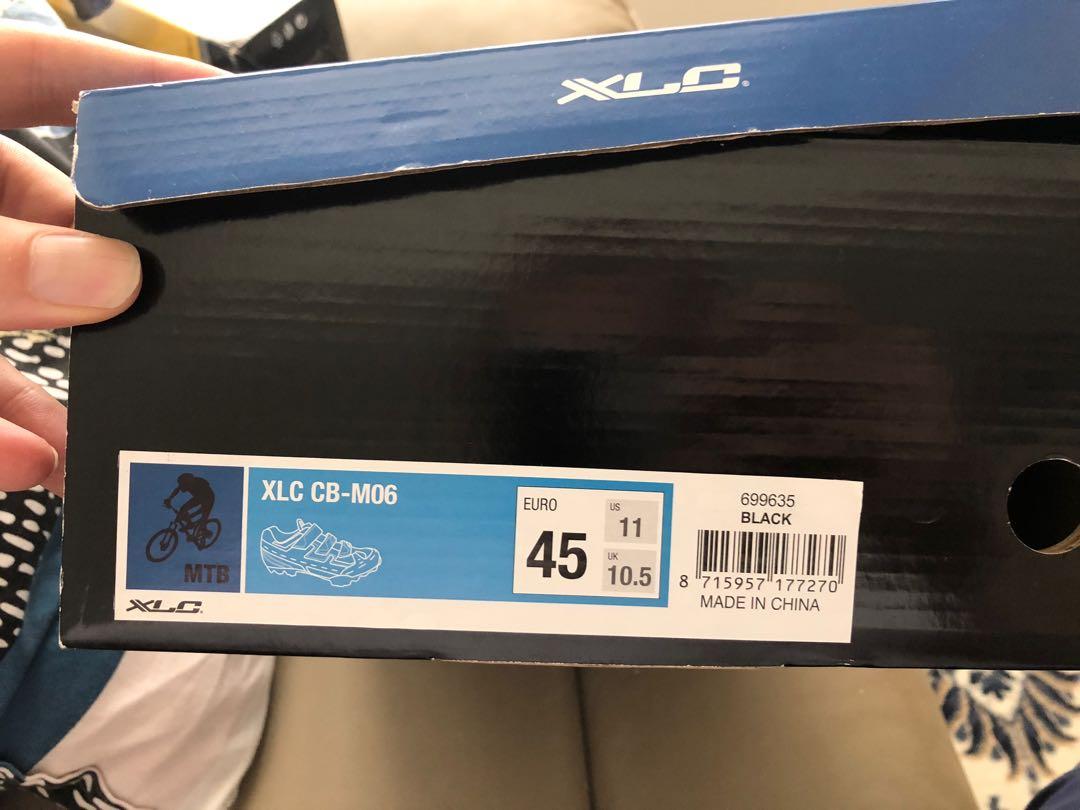 XLC
XLC CB-M06
MTB
XLC
EURO
45
US
11
UK
10.5
699635
BLACK
8 715957 177270
MADE IN CHINA